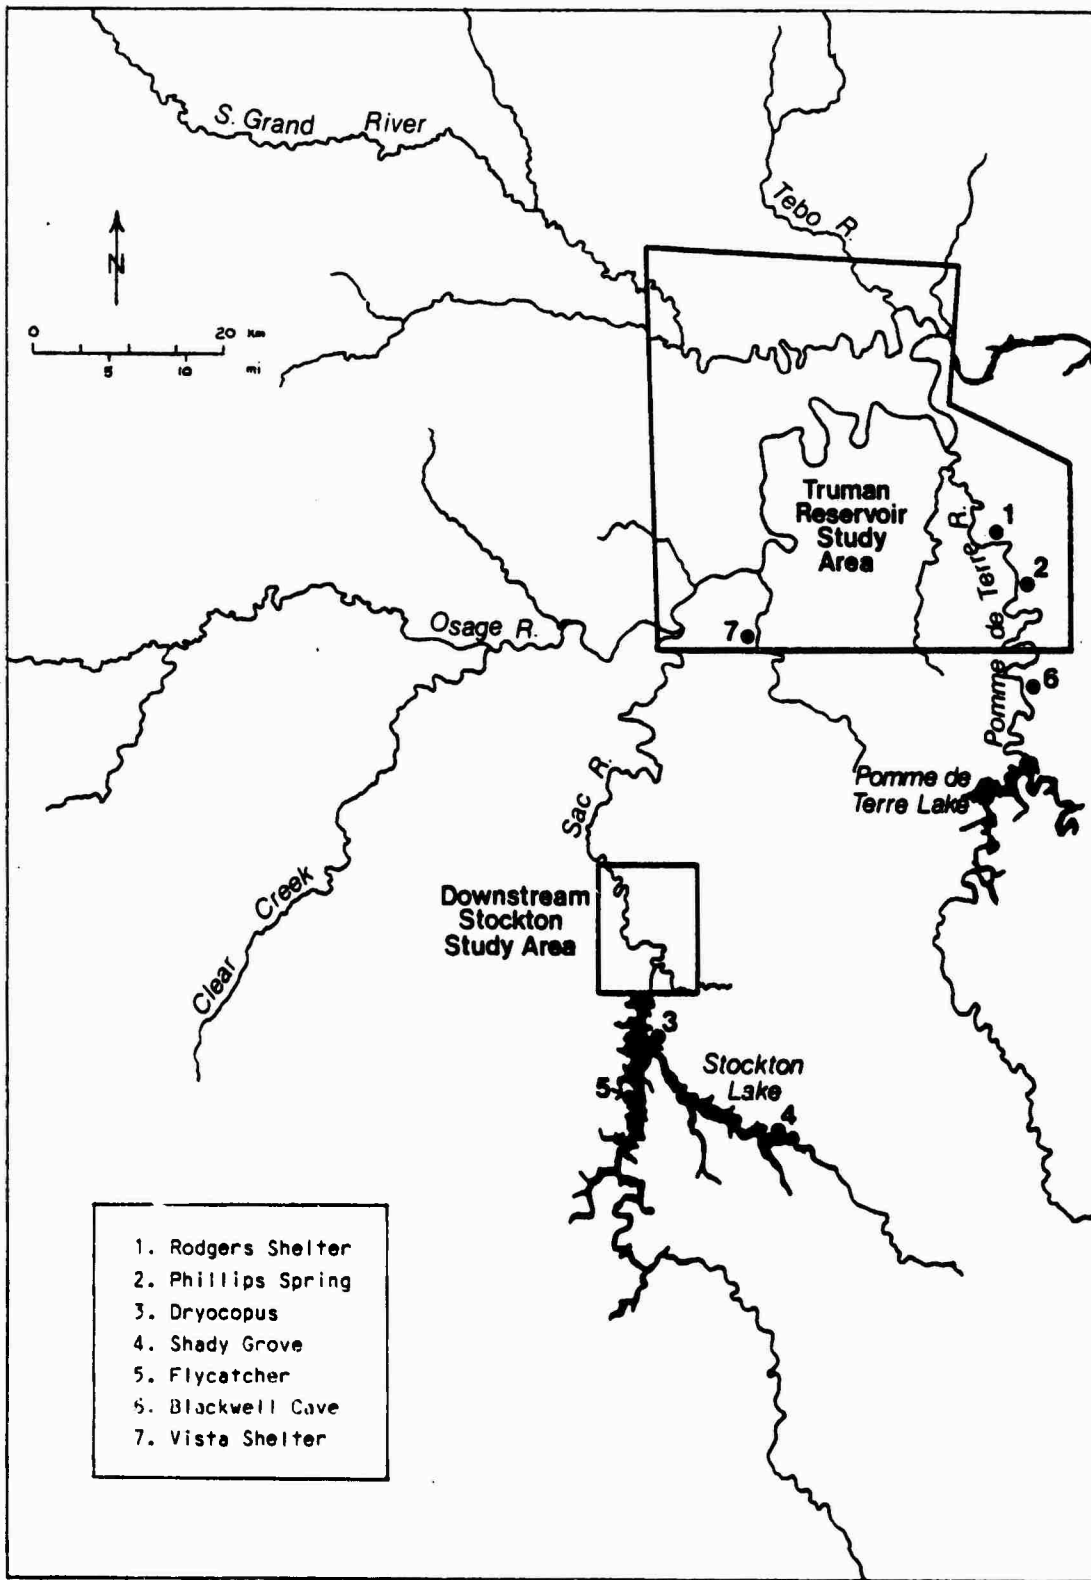 S. Grand River
Tebo R.
N
0 20 Km
5 10 mi
Truman
Reservoir
Study
Area
1
2
Pomme de Terre R.
7
6
Osage R.
Sac R.
Pomme de
Terre Lake
Clear Creek
Downstream
Stockton
Study Area
3
Stockton
Lake
5
4
1. Rodgers Shelter
2. Phillips Spring
3. Dryocopus
4. Shady Grove
5. Flycatcher
6. Blackwell Cave
7. Vista Shelter